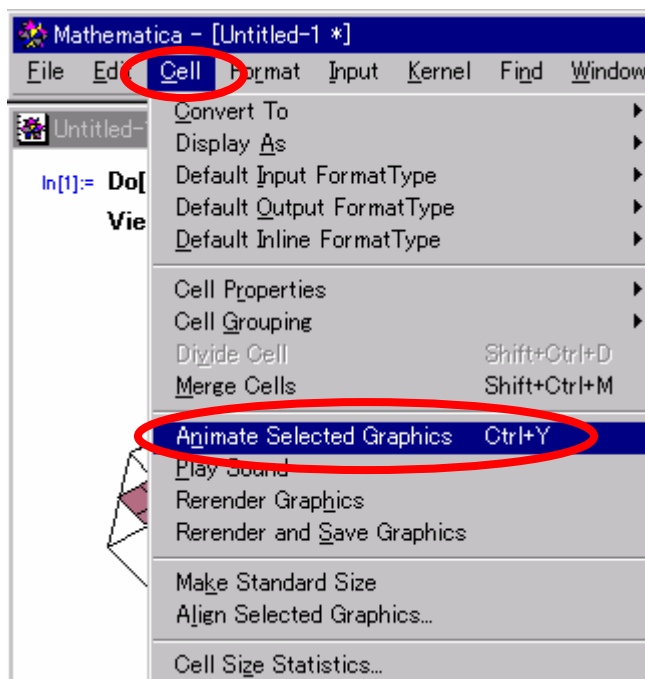 Mathematica - [Untitled-1 *]
File Edit Cell Format Input Kernel Find Window
Untitled-
Convert To
Display As
In[1]:= Do[
Default Input FormatType
Vie
Default Output FormatType
Default Inline FormatType
Cell Properties
Cell Grouping
Divide Cell Shift+Ctrl+D
Merge Cells Shift+Ctrl+M
Animate Selected Graphics Ctrl+Y
Play Sound
Rerender Graphics
Rerender and Save Graphics
Make Standard Size
Align Selected Graphics...
Cell Size Statistics...